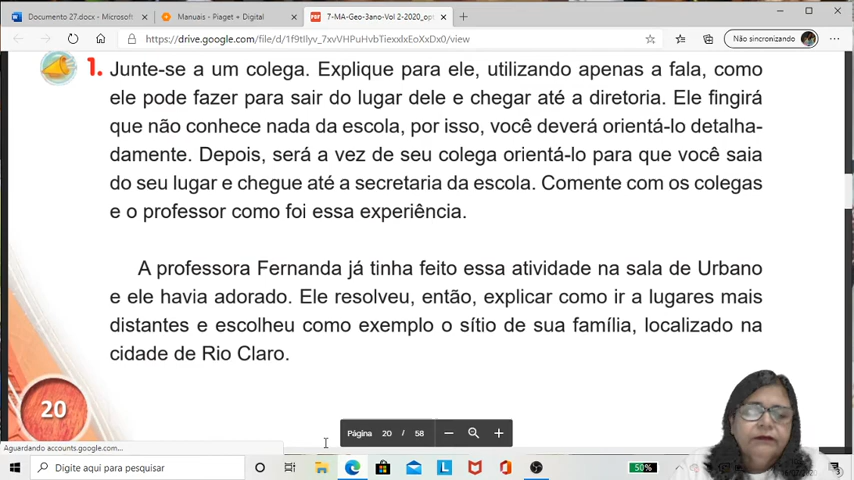 Documento 27.docx - Microsoft
Manuais - Piaget + Digital
7-MA-Geo-3ano-Vol 2-2020_opt
https://drive.google.com/file/d/1f9tIlyv_7xvVHPuHvbTiexxlxEoXxDx0/view
Não sincronizando
1. Junte-se a um colega. Explique para ele, utilizando apenas a fala, como
ele pode fazer para sair do lugar dele e chegar até a diretoria. Ele fingirá
que não conhece nada da escola, por isso, você deverá orientá-lo detalha-
damente. Depois, será a vez de seu colega orientá-lo para que você saia
do seu lugar e chegue até a secretaria da escola. Comente com os colegas
e o professor como foi essa experiência.
A professora Fernanda já tinha feito essa atividade na sala de Urbano
e ele havia adorado. Ele resolveu, então, explicar como ir a lugares mais
distantes e escolheu como exemplo o sítio de sua família, localizado na
cidade de Rio Claro.
20
Página 20 / 58
Aguardando accounts.google.com...
Digite aqui para pesquisar
50%